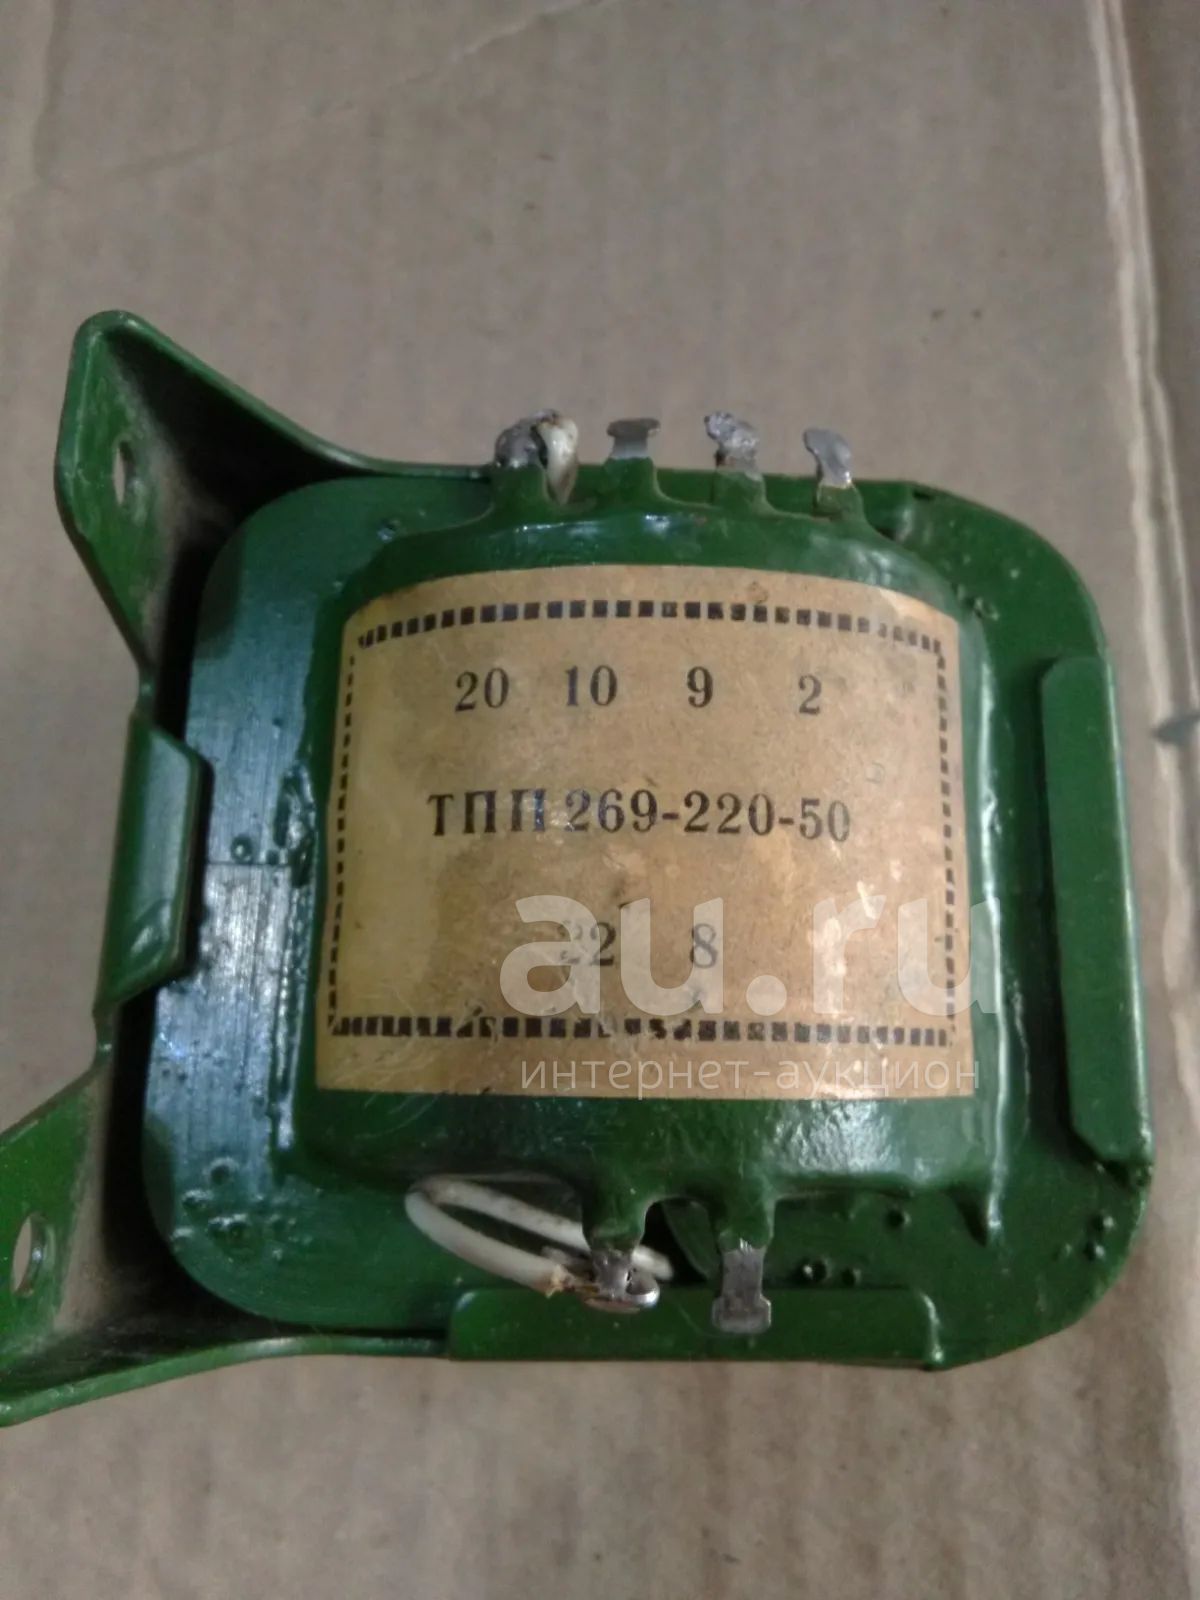 20 10 9 2
ТПП 269-220-50
22 8
au.ru
интернет-аукцион